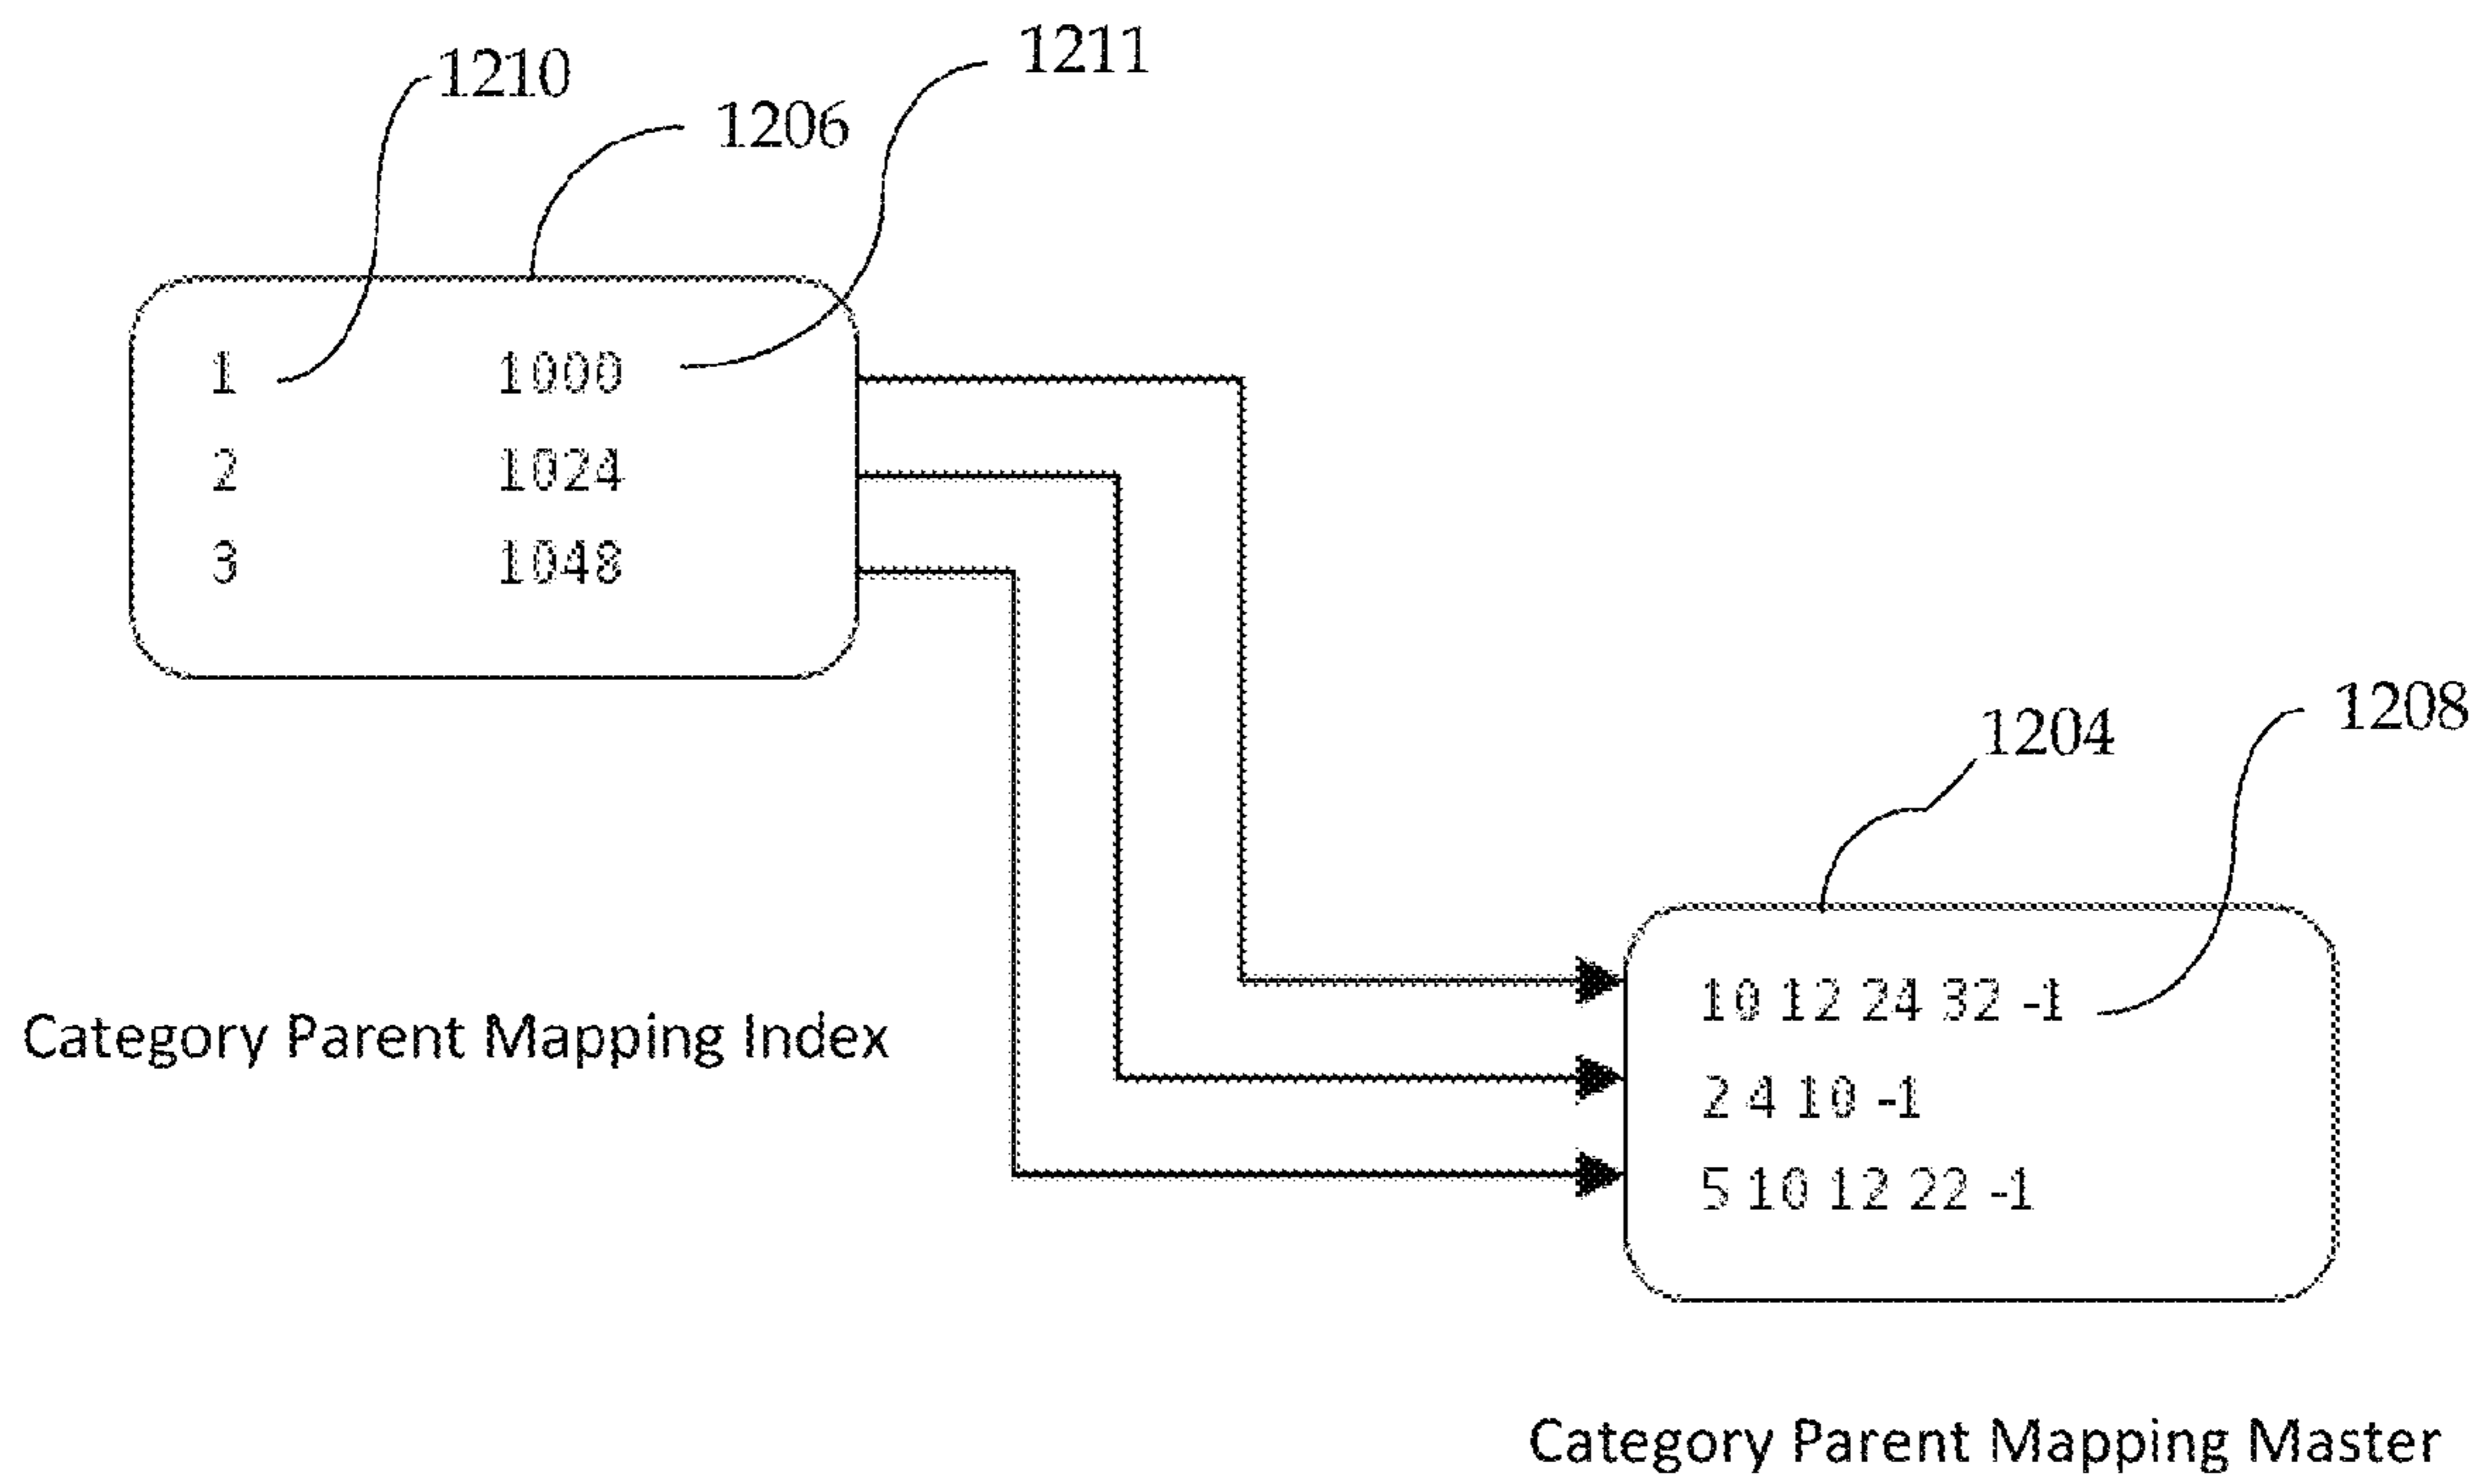 1210
1206
1211
1 1000
2 1024
3 1048
Category Parent Mapping Index
1204
1208
10 12 24 32 -1
2 4 10 -1
5 10 12 22 -1
Category Parent Mapping Master